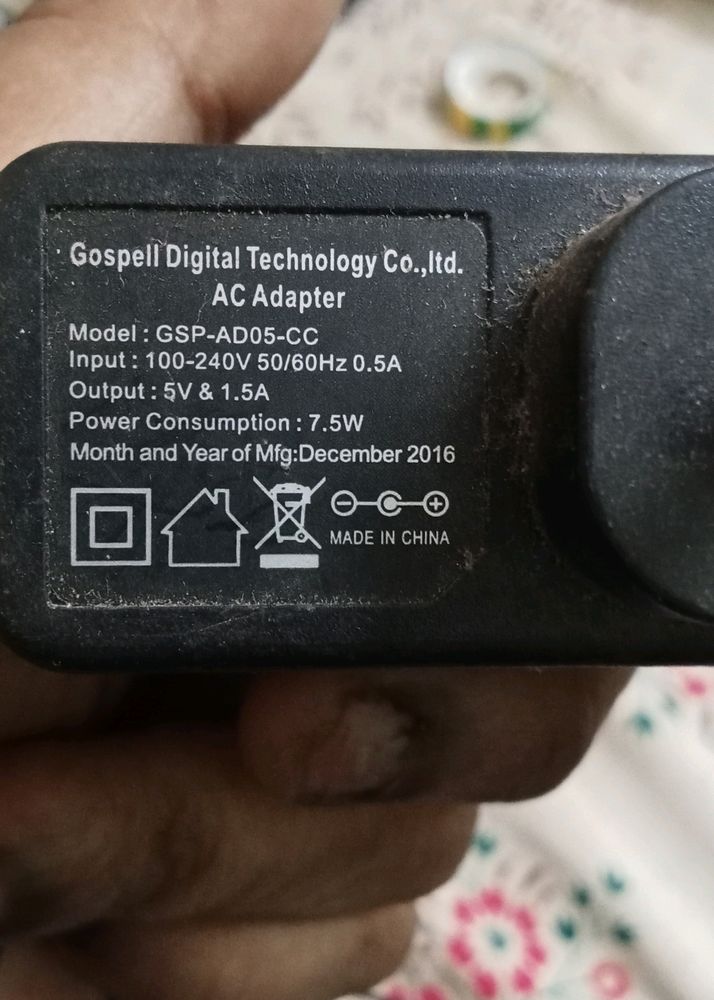 Gospell Digital Technology Co.,ltd.
AC Adapter
Model : GSP-AD05-CC
Input : 100-240V 50/60Hz 0.5A
Output : 5V & 1.5A
Power Consumption : 7.5W
Month and Year of Mfg:December 2016
MADE IN CHINA